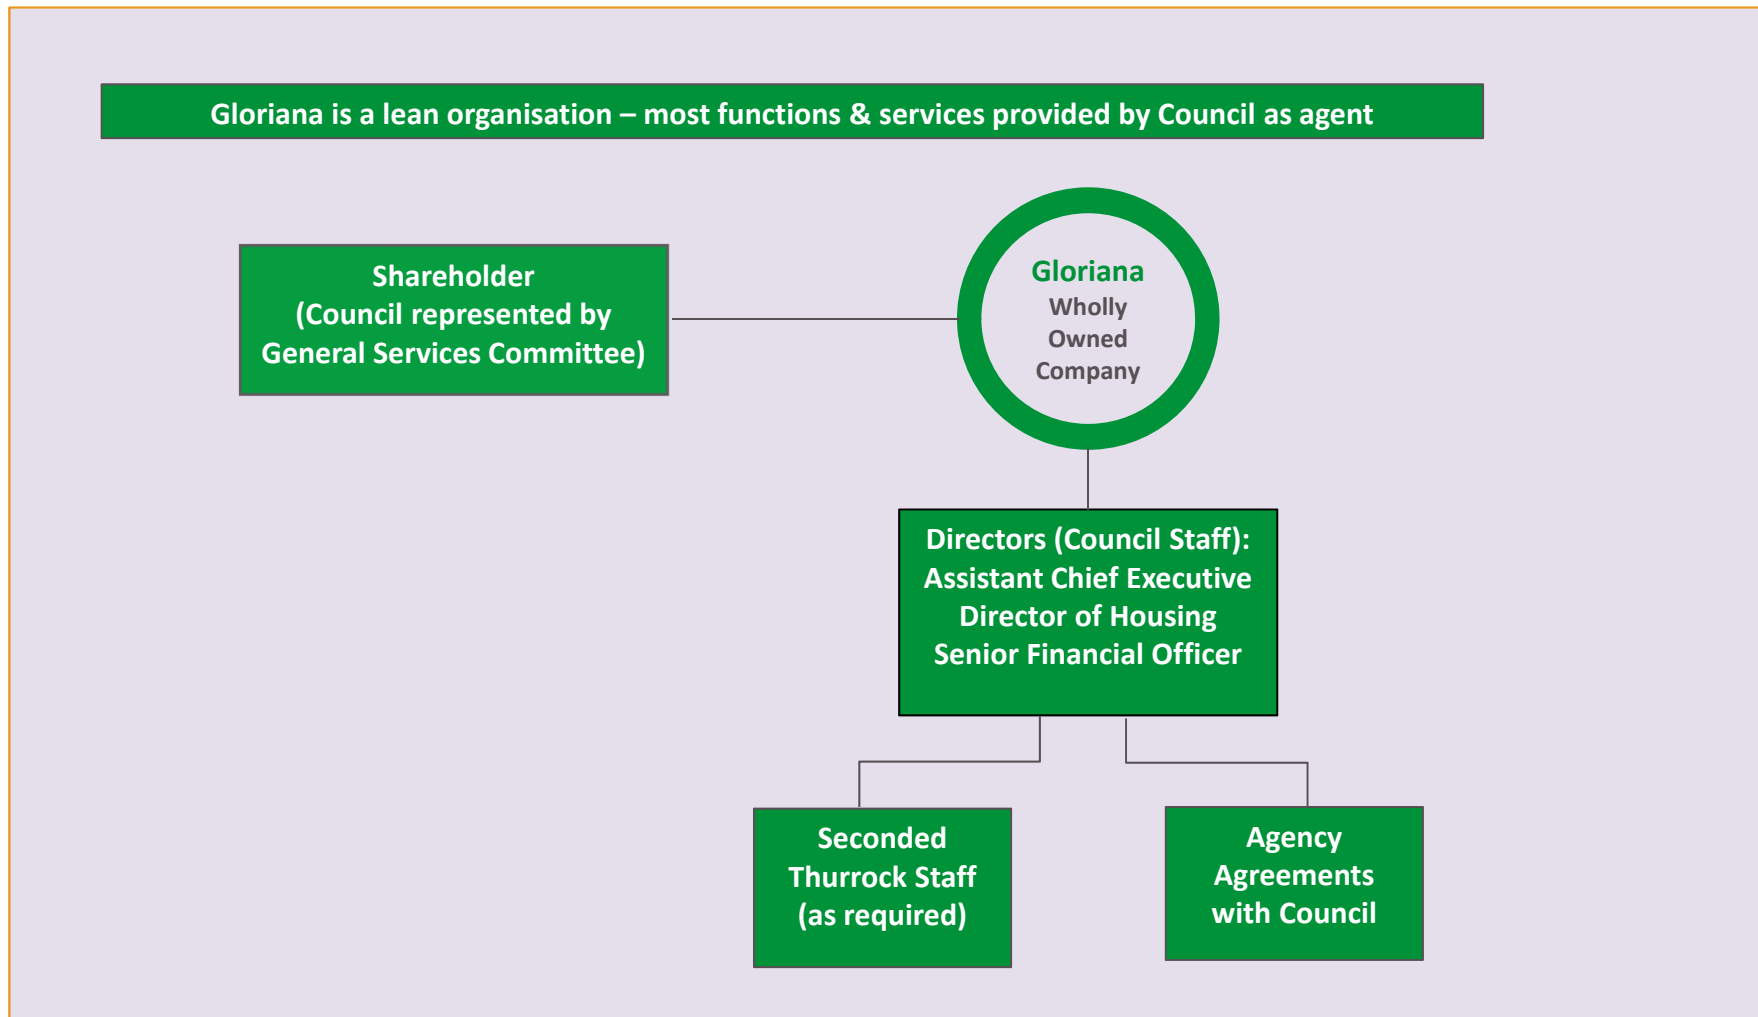 Gloriana is a lean organisation – most functions & services provided by Council as agent
Shareholder
(Council represented by
General Services Committee)
Gloriana
Wholly
Owned
Company
Directors (Council Staff):
Assistant Chief Executive
Director of Housing
Senior Financial Officer
Seconded
Thurrock Staff
(as required)
Agency
Agreements
with Council